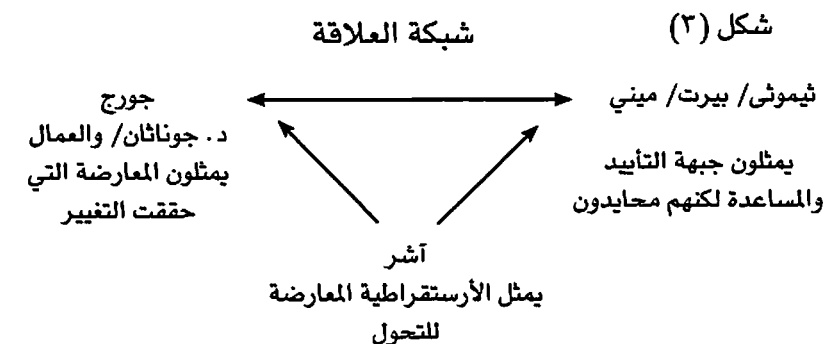 شكل (٣)
شبكة العلاقة
ثيموثى/ بيرت/ ميني
يمثلون جبهة التأييد
والمساعدة لكنهم محايدون
جورج
د. جوناثان/ والعمال
يمثلون المعارضة التي
حققت التغيير
آشر
يمثل الأرستقراطية المعارضة
للتحول